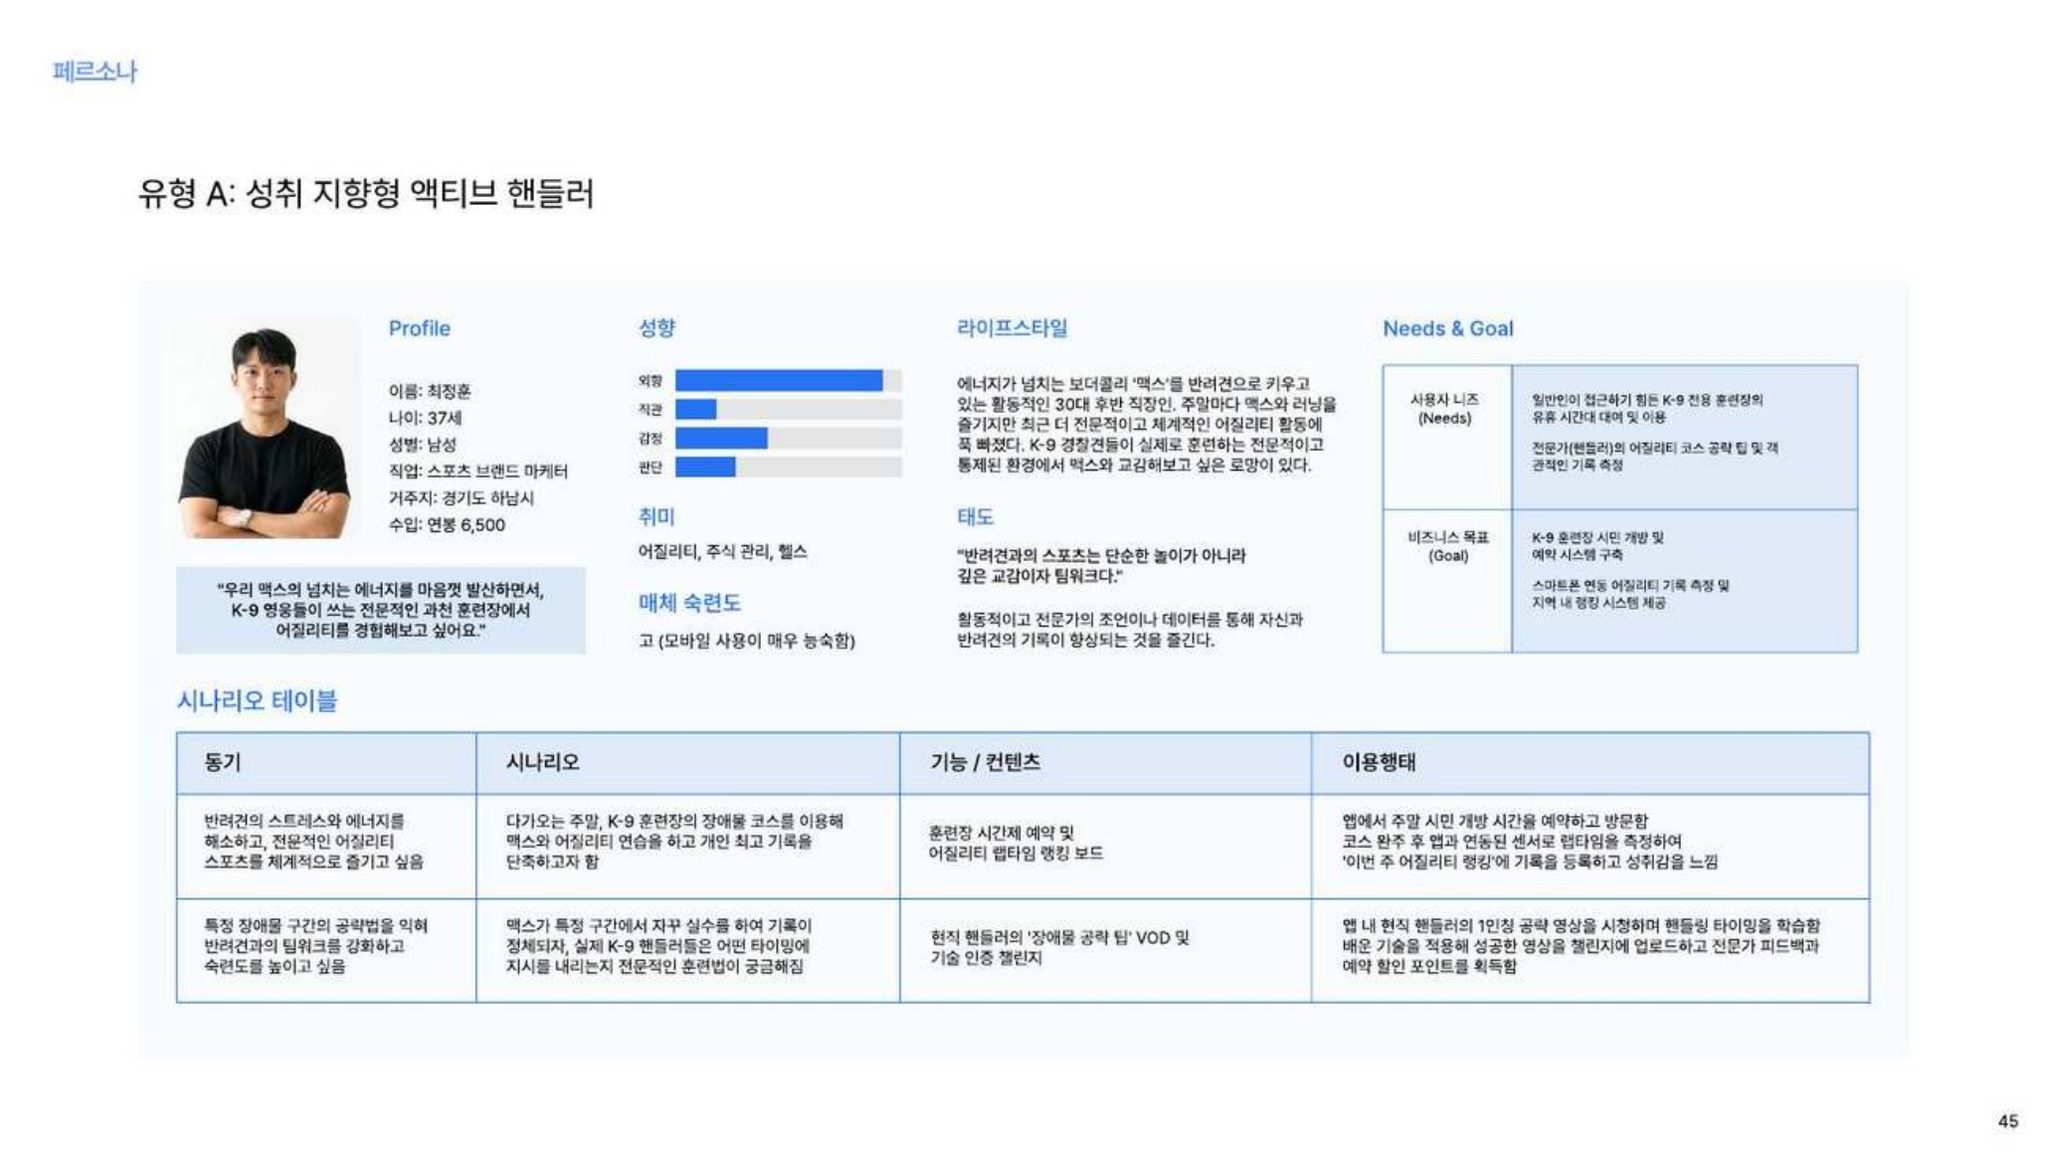 페르소나
유형 A: 성취 지향형 액티브 핸들러
Profile
이름: 최정훈
나이: 37세
성별: 남성
직업: 스포츠 브랜드 마케터
거주지: 경기도 하남시
수입: 연봉 6,500
"우리 맥스의 넘치는 에너지를 마음껏 발산하면서,
K-9 영웅들이 쓰는 전문적인 과천 훈련장에서
어질리티를 경험해보고 싶어요."
성향
외향
직관
감정
판단
취미
어질리티, 주식 관리, 헬스
매체 숙련도
고 (모바일 사용이 매우 능숙함)
라이프스타일
에너지가 넘치는 보더콜리 '맥스'를 반려견으로 키우고
있는 활동적인 30대 후반 직장인. 주말마다 맥스와 러닝을
즐기지만 최근 더 전문적이고 체계적인 어질리티 활동에
푹 빠졌다. K-9 경찰견들이 실제로 훈련하는 전문적이고
통제된 환경에서 맥스와 교감해보고 싶은 로망이 있다.
태도
"반려견과의 스포츠는 단순한 놀이가 아니라
깊은 교감이자 팀워크다."
활동적이고 전문가의 조언이나 데이터를 통해 자신과
반려견의 기록이 향상되는 것을 즐긴다.
Needs & Goal
사용자 니즈
(Needs)
일반인이 접근하기 힘든 K-9 전용 훈련장의
유휴 시간대 대여 및 이용
전문가(핸들러)의 어질리티 코스 공략 팁 및 객
관적인 기록 측정
비즈니스 목표
(Goal)
K-9 훈련장 시민 개방 및
예약 시스템 구축
스마트폰 연동 어질리티 기록 측정 및
지역 내 랭킹 시스템 제공
시나리오 테이블
동기
시나리오
기능 / 컨텐츠
이용행태
반려견의 스트레스와 에너지를
해소하고, 전문적인 어질리티
스포츠를 체계적으로 즐기고 싶음
다가오는 주말, K-9 훈련장의 장애물 코스를 이용해
맥스와 어질리티 연습을 하고 개인 최고 기록을
단축하고자 함
훈련장 시간제 예약 및
어질리티 랩타임 랭킹 보드
앱에서 주말 시민 개방 시간을 예약하고 방문함
코스 완주 후 앱과 연동된 센서로 랩타임을 측정하여
'이번 주 어질리티 랭킹'에 기록을 등록하고 성취감을 느낌
특정 장애물 구간의 공략법을 익혀
반려견과의 팀워크를 강화하고
숙련도를 높이고 싶음
맥스가 특정 구간에서 자꾸 실수를 하여 기록이
정체되자, 실제 K-9 핸들러들은 어떤 타이밍에
지시를 내리는지 전문적인 훈련법이 궁금해짐
현직 핸들러의 '장애물 공략 팁' VOD 및
기술 인증 챌린지
앱 내 현직 핸들러의 1인칭 공략 영상을 시청하며 핸들링 타이밍을 학습함
배운 기술을 적용해 성공한 영상을 챌린지에 업로드하고 전문가 피드백과
예약 할인 포인트를 획득함
45